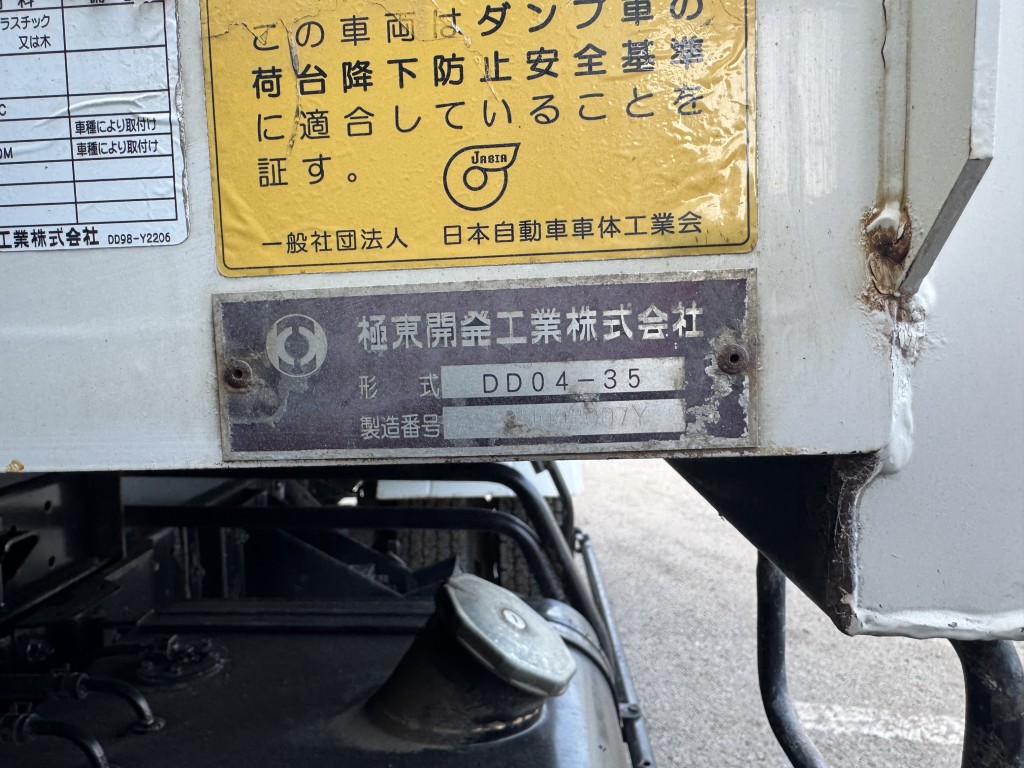 ラスチック
又は木
車種により取付け
車種により取付け
工業株式会社 DD98-Y2206
この車両はダンプ車の
荷台降下防止安全基準
に適合していることを
証す。
JABIA
一般社団法人 日本自動車車体工業会
極東開発工業株式会社
形式 DD04-35
製造番号